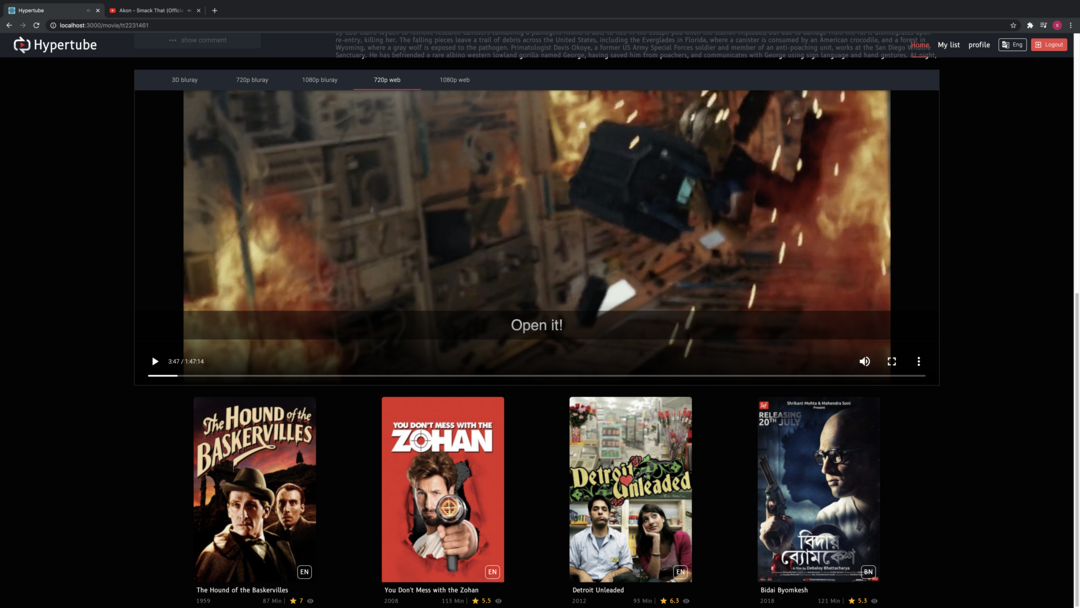 Hypertube
Akon - Smack That (Offici
localhost:3000/movie/tt2231461
Hypertube
show comment
re-entry, killing her. The falling pieces leave a trail of debris across the United States, including the Everglades in Florida, where a canister is consumed by an American crocodile, and a forest in
Wyoming, where a gray wolf is exposed to the pathogen. Primatologist Davis Okoye, a former US Army Special Forces soldier and member of an anti-poaching unit, works at the San Diego
Sanctuary. He has befriended a rare albino western lowland gorilla named George, having saved him from poachers, and communicates with George using sign language and hand gestures. At night,
Home
My list
profile
Eng
Logout
3D bluray
720p bluray
1080p bluray
720p web
1080p web
Open it!
3:47 / 1:47:14
The HOUND of the
BASKERVILLES
EN
The Hound of the Baskervilles
1959
87 Min |
7
YOU DON'T MESS WITH THE
ZOHAN
EN
You Don't Mess with the Zohan
2008
113 Min |
5.5
Detroit
Unleaded
EN
Detroit Unleaded
2012
93 Min |
6.3
Shrikant Mohta & Mahendra Soni
Present
RELEASING
20TH JULY
বিদায়
ব্যোমকেশ
a film by Debaloy Bhattacharya
BN
Bidai Byomkesh
2018
121 Min |
5.3